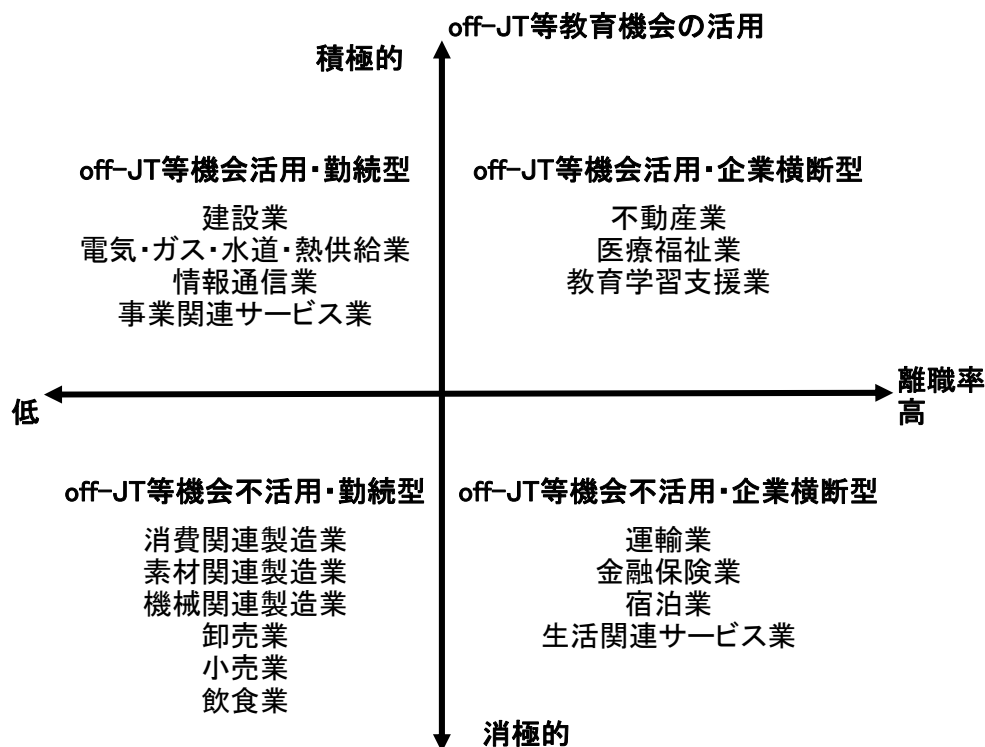 off-JT等教育機会の活用
積極的
off-JT等機会活用・勤続型
建設業
電気・ガス・水道・熱供給業
情報通信業
事業関連サービス業
off-JT等機会活用・企業横断型
不動産業
医療福祉業
教育学習支援業
低
離職率
高
off-JT等機会不活用・勤続型
消費関連製造業
素材関連製造業
機械関連製造業
卸売業
小売業
飲食業
off-JT等機会不活用・企業横断型
運輸業
金融保険業
宿泊業
生活関連サービス業
消極的